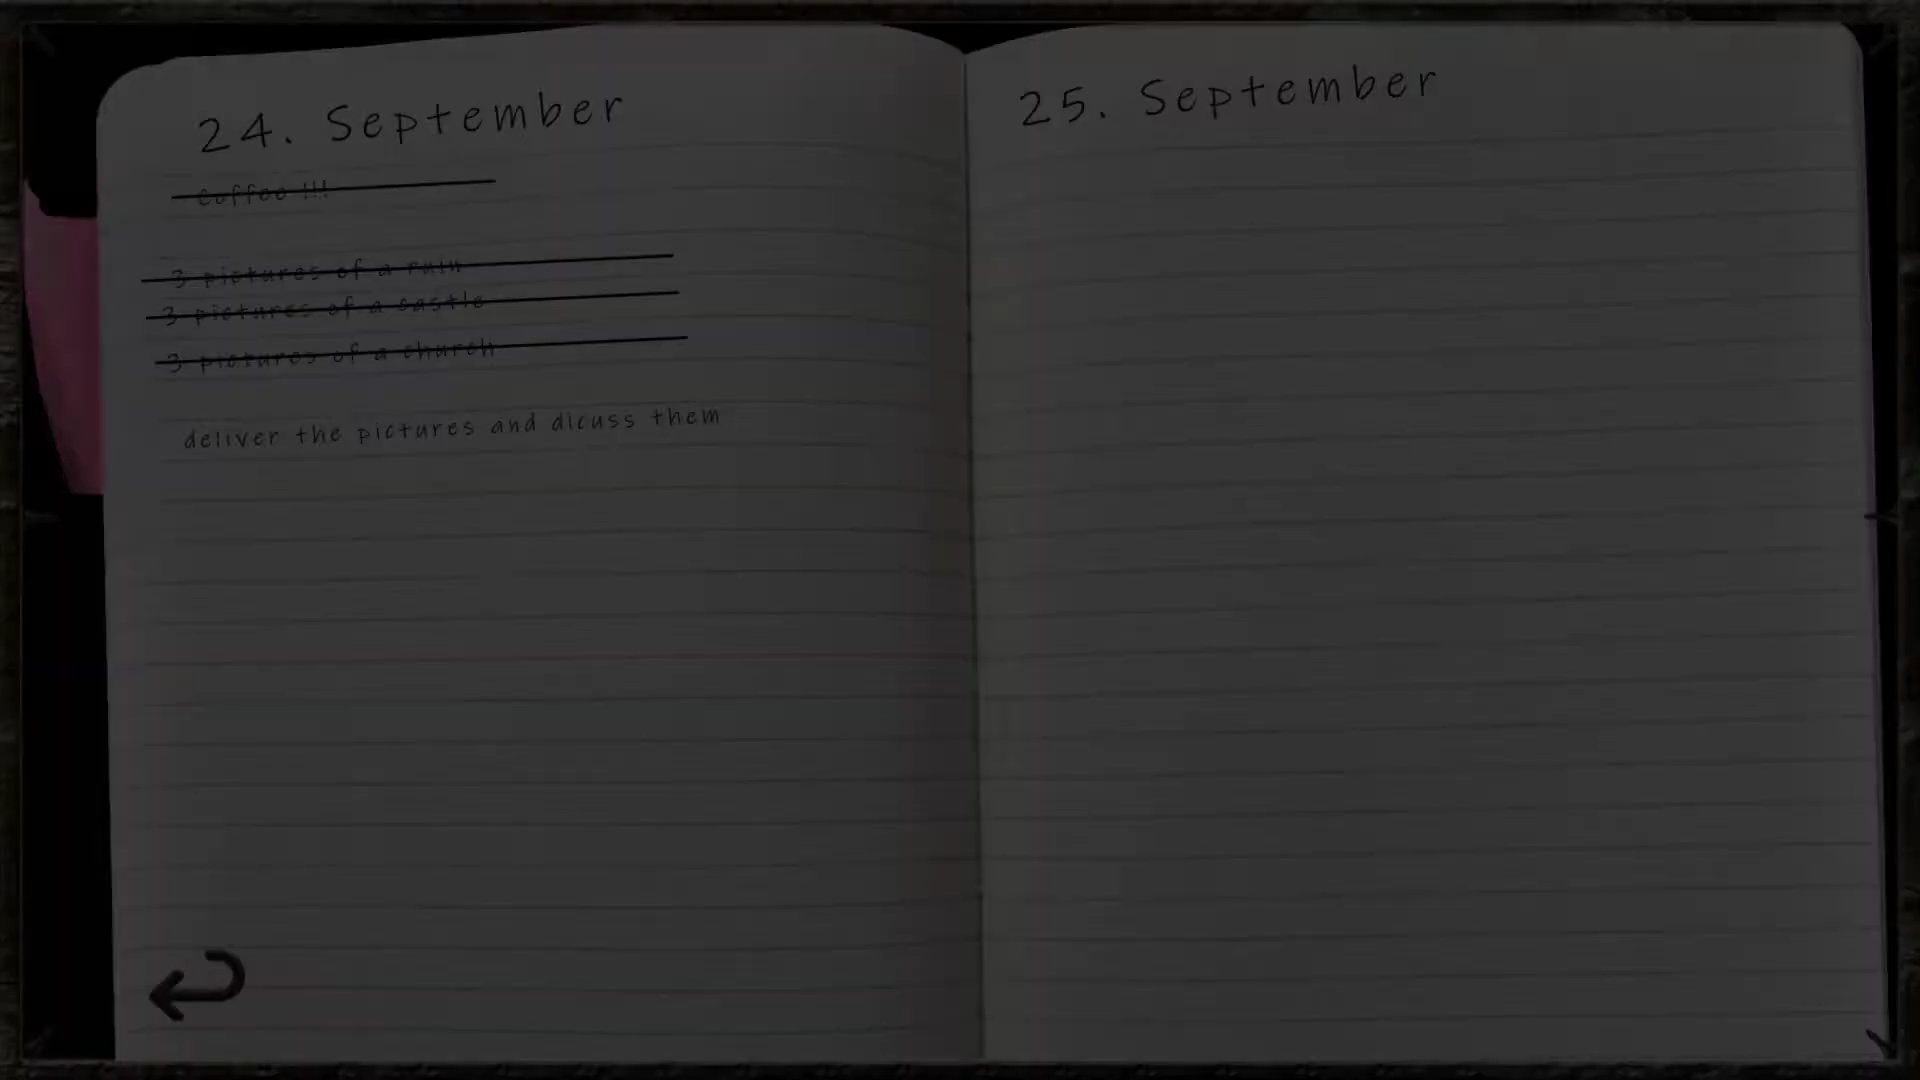 24. September
Coffee !!!
3 pictures of a ruin
3 pictures of a castle
3 pictures of a church
deliver the pictures and dicuss them
25. September